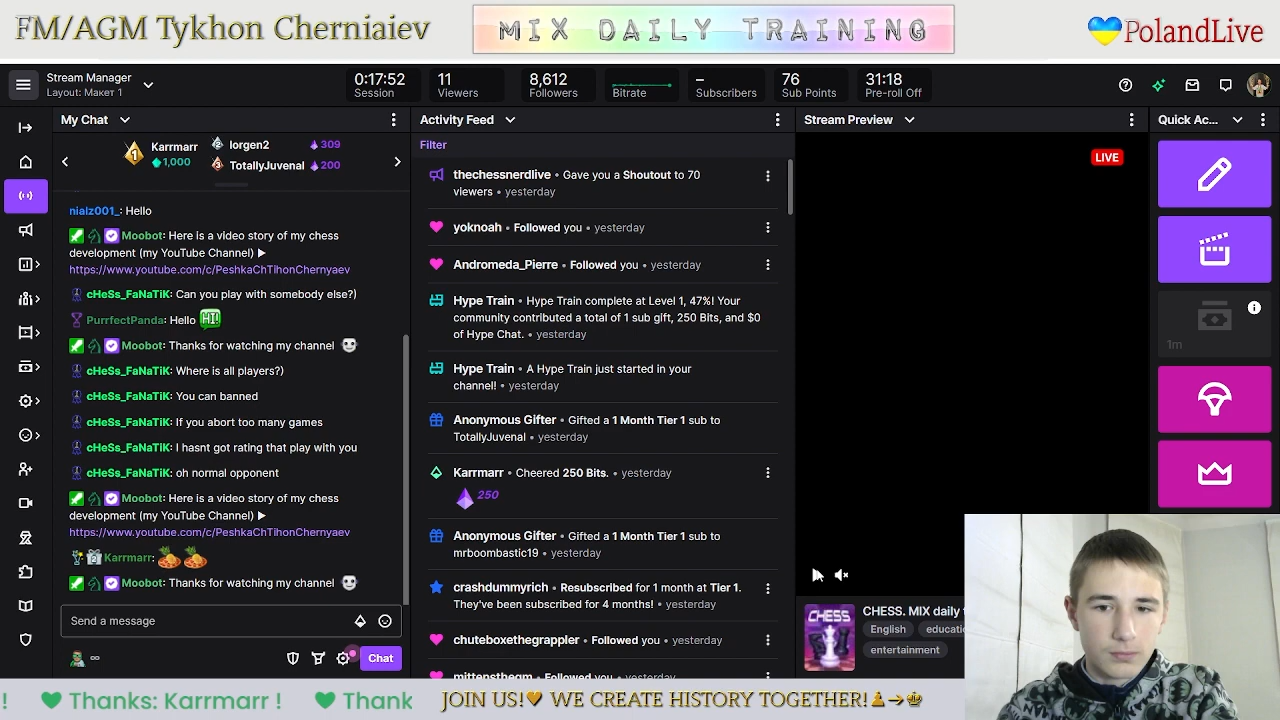 FM/AGM Tykhon Cherniaiev
MIX DAILY TRAINING
PolandLive
Stream Manager
Layout: Макет 1
0:17:52
Session
11
Viewers
8,612
Followers
Bitrate
–
Subscribers
76
Sub Points
31:18
Pre-roll Off
My Chat
1
Karrmarr
1,000
2
Iorgen2
309
3
TotallyJuvenal
200
nialz001_: Hello
Moobot: Here is a video story of my chess
development (my YouTube Channel) ▶
https://www.youtube.com/c/PeshkaChTihonChernyaev
cHeSs_FaNaTiK: Can you play with somebody else?)
PurrfectPanda: Hello HI!
Moobot: Thanks for watching my channel
cHeSs_FaNaTiK: Where is all players?)
cHeSs_FaNaTiK: You can banned
cHeSs_FaNaTiK: If you abort too many games
cHeSs_FaNaTiK: I hasnt got rating that play with you
cHeSs_FaNaTiK: oh normal opponent
Moobot: Here is a video story of my chess
development (my YouTube Channel) ▶
https://www.youtube.com/c/PeshkaChTihonChernyaev
Karrmarr:
Moobot: Thanks for watching my channel
Send a message
∞
Chat
Activity Feed
Filter
thechessnerdlive • Gave you a Shoutout to 70
viewers • yesterday
yoknoah • Followed you • yesterday
Andromeda_Pierre • Followed you • yesterday
Hype Train • Hype Train complete at Level 1, 47%! Your
community contributed a total of 1 sub gift, 250 Bits, and $0
of Hype Chat. • yesterday
Hype Train • A Hype Train just started in your
channel! • yesterday
Anonymous Gifter • Gifted a 1 Month Tier 1 sub to
TotallyJuvenal • yesterday
Karrmarr • Cheered 250 Bits. • yesterday
250
Anonymous Gifter • Gifted a 1 Month Tier 1 sub to
mrboombastic19 • yesterday
crashdummyrich • Resubscribed for 1 month at Tier 1.
They've been subscribed for 4 months! • yesterday
chuteboxethegrappler • Followed you • yesterday
Stream Preview
LIVE
CHESS
CHESS. MIX daily
English
educatio
entertainment
Quick Ac...
1m
! Thanks: Karrmarr ! Thank
JOIN US! WE CREATE HISTORY TOGETHER!